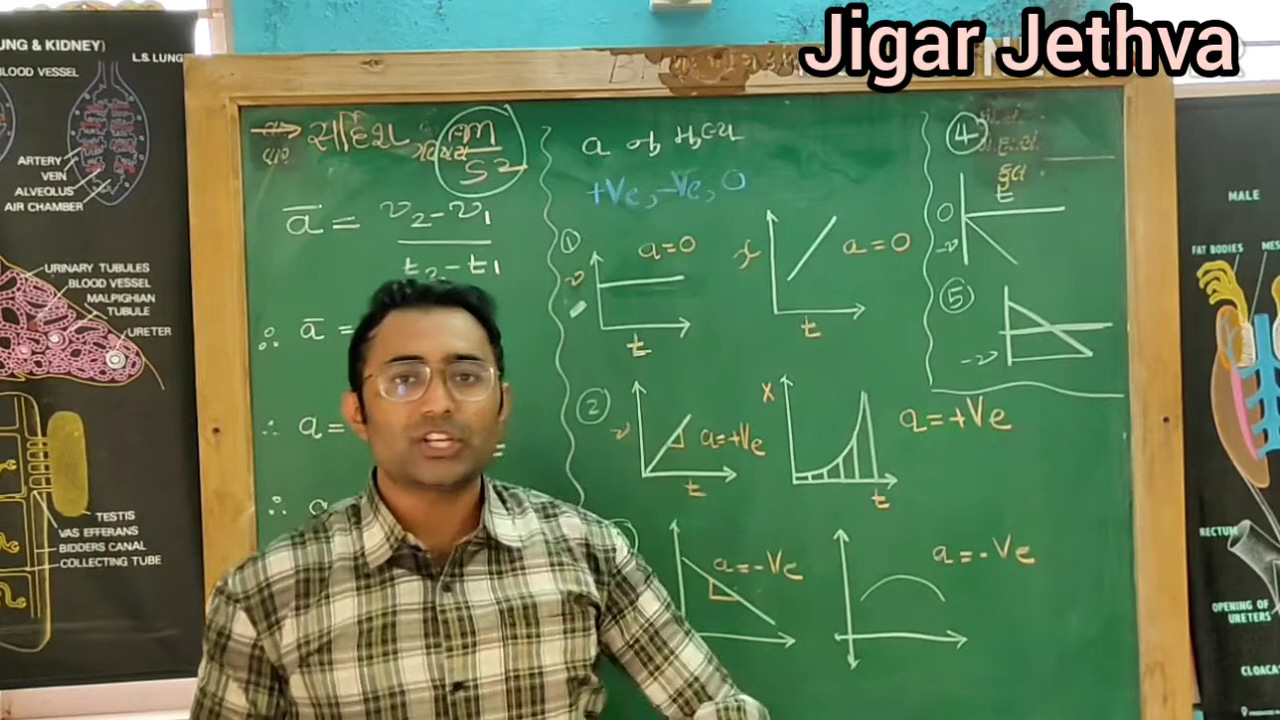 Jigar Jethva
UNG & KIDNEY)
BLOOD VESSEL
L.S. LUNG
ARTERY
VEIN
ALVEOLUS
AIR CHAMBER
URINARY TUBULES
BLOOD VESSEL
MALPIGHIAN
TUBULE
URETER
TESTIS
VAS EFFERANS
BIDDERS CANAL
COLLECTING TUBE
→ સદિશ
m
s2
a̅ = v2-v1
t2-t1
∴ a̅ =
∴ a =
∴ a
a નું મૂલ્ય
+Ve, -Ve, 0
①
a=0
v
t
x
a=0
t
②
v
a=+Ve
t
x
a=+Ve
t
a=-Ve
a=-Ve
④
t
0
-v
⑤
-v
MALE
FAT BODIES
RECTUM
OPENING OF
URETERS
CLOACA